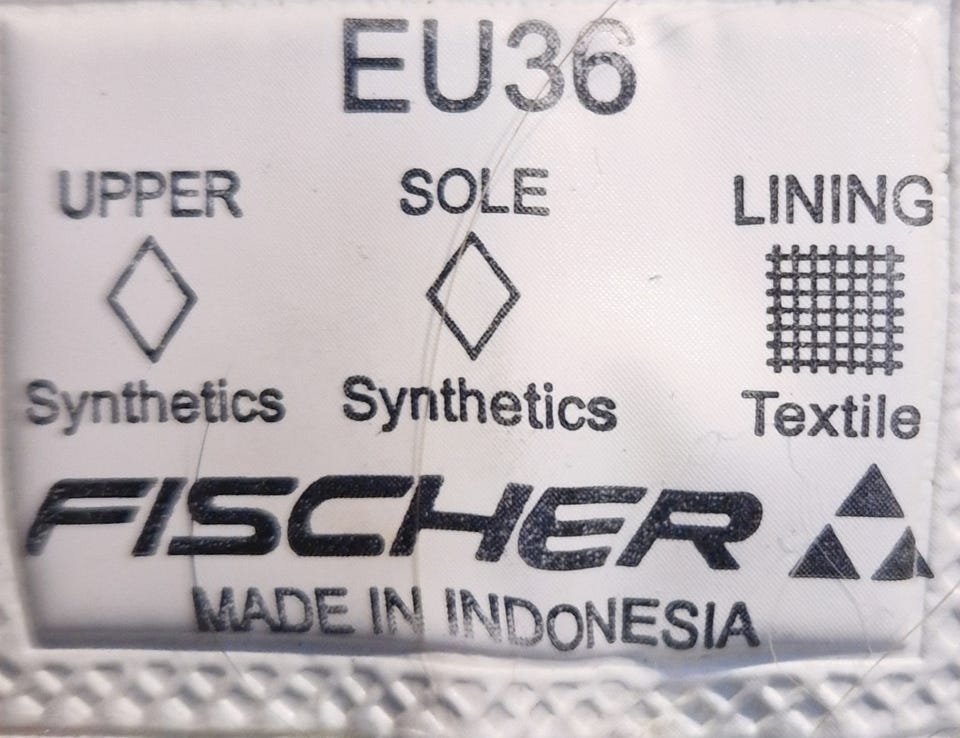 EU36
UPPER SOLE LINING
Synthetics Synthetics Textile
FISCHER
MADE IN INDONESIA